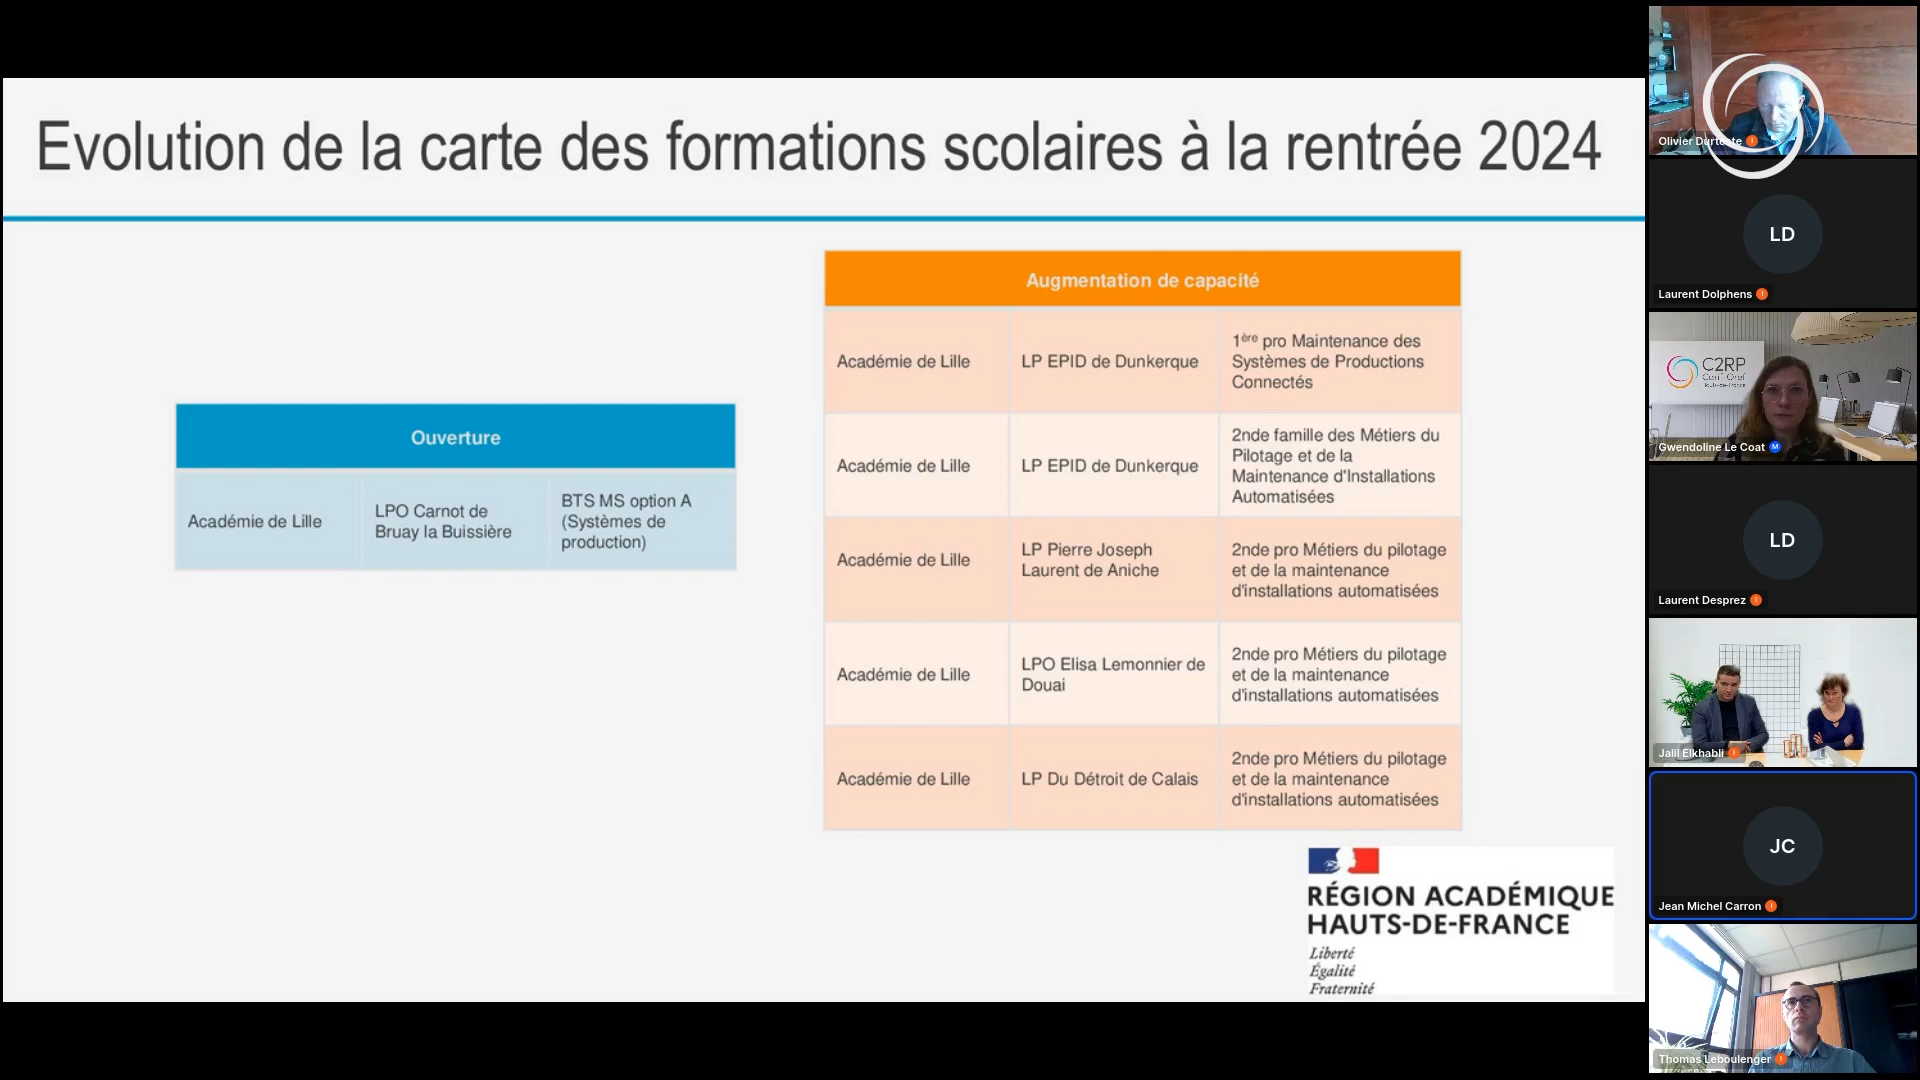 Evolution de la carte des formations scolaires à la rentrée 2024
Ouverture
Académie de Lille
LPO Carnot de
Bruay la Buissière
BTS MS option A
(Systèmes de
production)
Augmentation de capacité
Académie de Lille
LP EPID de Dunkerque
1ère pro Maintenance des
Systèmes de Productions
Connectés
Académie de Lille
LP EPID de Dunkerque
2nde famille des Métiers du
Pilotage et de la
Maintenance d'Installations
Automatisées
Académie de Lille
LP Pierre Joseph
Laurent de Aniche
2nde pro Métiers du pilotage
et de la maintenance
d'installations automatisées
Académie de Lille
LPO Elisa Lemonnier de
Douai
2nde pro Métiers du pilotage
et de la maintenance
d'installations automatisées
Académie de Lille
LP Du Détroit de Calais
2nde pro Métiers du pilotage
et de la maintenance
d'installations automatisées
RÉGION ACADÉMIQUE
HAUTS-DE-FRANCE
Liberté
Égalité
Fraternité
Olivier Durteste
LD
Laurent Dolphens
C2RP
Carif-Oref
Hauts-de-France
Gwendoline Le Coat
M
LD
Laurent Desprez
Jalil Elkhabli
JC
Jean Michel Carron
Thomas Leboulenger